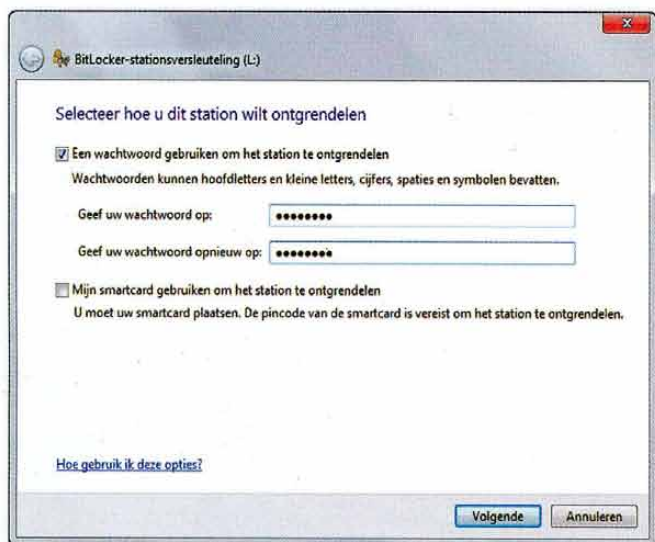 BitLocker-stationsversleuteling (L:)
Selecteer hoe u dit station wilt ontgrendelen
Een wachtwoord gebruiken om het station te ontgrendelen
Wachtwoorden kunnen hoofdletters en kleine letters, cijfers, spaties en symbolen bevatten.
Geef uw wachtwoord op: ●●●●●●●●
Geef uw wachtwoord opnieuw op: ●●●●●●●●
Mijn smartcard gebruiken om het station te ontgrendelen
U moet uw smartcard plaatsen. De pincode van de smartcard is vereist om het station te ontgrendelen.
Hoe gebruik ik deze opties?
Volgende Annuleren